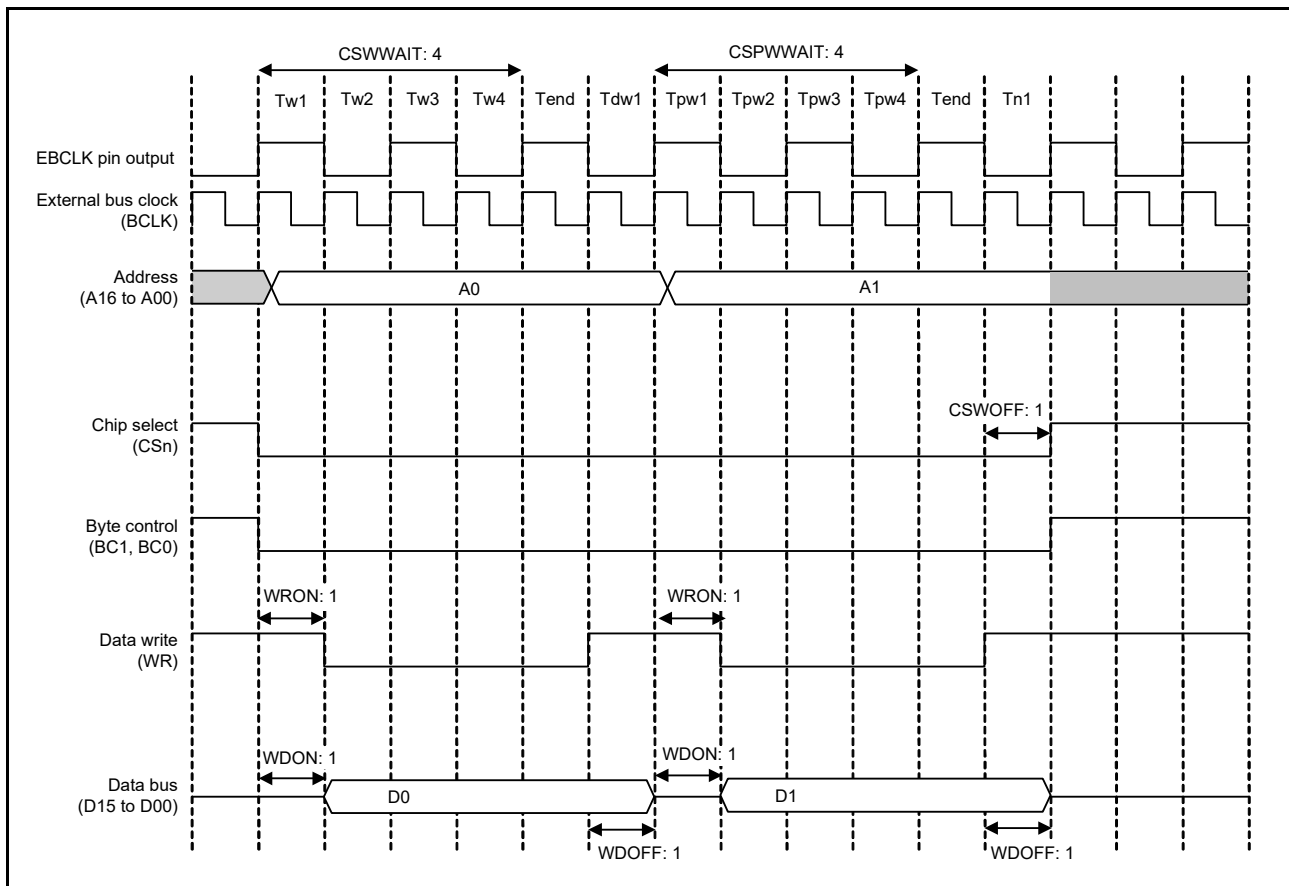 CSWWAIT: 4
CSPWWAIT: 4
Tw1 Tw2 Tw3 Tw4 Tend Tdw1 Tpw1 Tpw2 Tpw3 Tpw4 Tend Tn1
EBCLK pin output
External bus clock
(BCLK)
Address
(A16 to A00)
A0
A1
CSWOFF: 1
Chip select
(CSn)
Byte control
(BC1, BC0)
WRON: 1
WRON: 1
Data write
(WR)
WDON: 1
WDON: 1
Data bus
(D15 to D00)
D0
D1
WDOFF: 1
WDOFF: 1